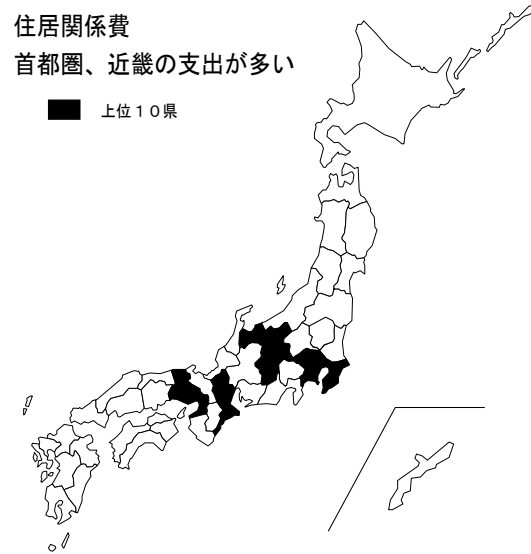 住居関係費
首都圏、近畿の支出が多い
上位１０県